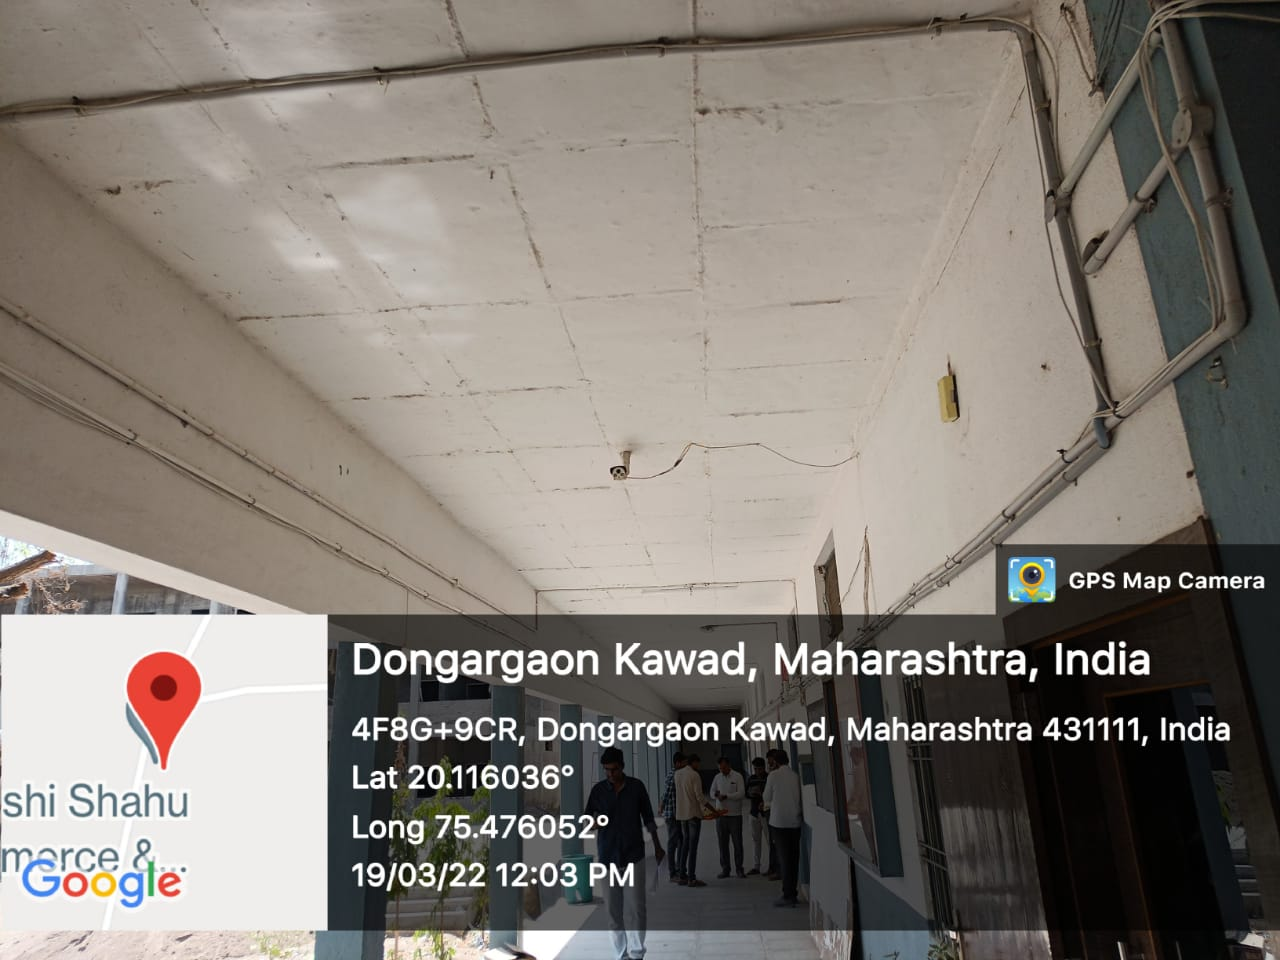 GPS Map Camera
Dongargaon Kawad, Maharashtra, India
4F8G+9CR, Dongargaon Kawad, Maharashtra 431111, India
Lat 20.116036°
Long 75.476052°
19/03/22 12:03 PM
shi Shahu
merce &...
Google